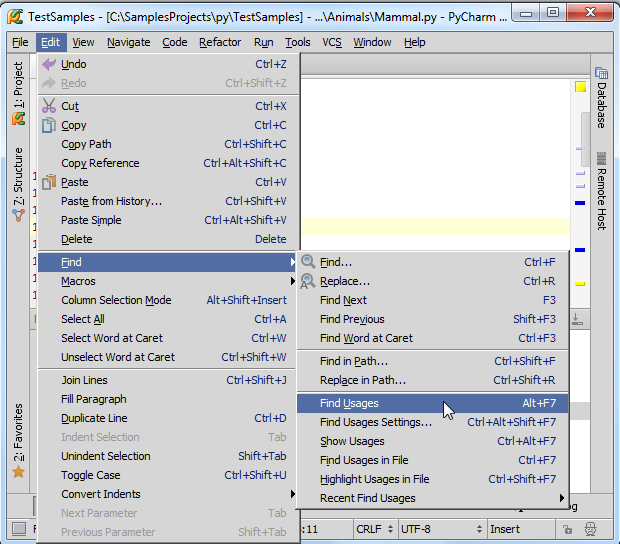 TestSamples - [C:\SamplesProjects\py\TestSamples] - ...\Animals\Mammal.py - PyCharm ...
File Edit View Navigate Code Refactor Run Tools VCS Window Help
1: Project
7: Structure
2: Favorites
Undo Ctrl+Z
Redo Ctrl+Shift+Z
Cut Ctrl+X
Copy Ctrl+C
Copy Path Ctrl+Shift+C
Copy Reference Ctrl+Alt+Shift+C
Paste Ctrl+V
Paste from History... Ctrl+Shift+V
Paste Simple Ctrl+Alt+Shift+V
Delete Delete
Find
Macros
Column Selection Mode Alt+Shift+Insert
Select All Ctrl+A
Select Word at Caret Ctrl+W
Unselect Word at Caret Ctrl+Shift+W
Join Lines Ctrl+Shift+J
Fill Paragraph
Duplicate Line Ctrl+D
Indent Selection Tab
Unindent Selection Shift+Tab
Toggle Case Ctrl+Shift+U
Convert Indents
Next Parameter Tab
Previous Parameter Shift+Tab
Find... Ctrl+F
Replace... Ctrl+R
Find Next F3
Find Previous Shift+F3
Find Word at Caret Ctrl+F3
Find in Path... Ctrl+Shift+F
Replace in Path... Ctrl+Shift+R
Find Usages Alt+F7
Find Usages Settings... Ctrl+Alt+Shift+F7
Show Usages Ctrl+Alt+F7
Find Usages in File Ctrl+F7
Highlight Usages in File Ctrl+Shift+F7
Recent Find Usages
Database
Remote Host
:11 CRLF UTF-8 Insert